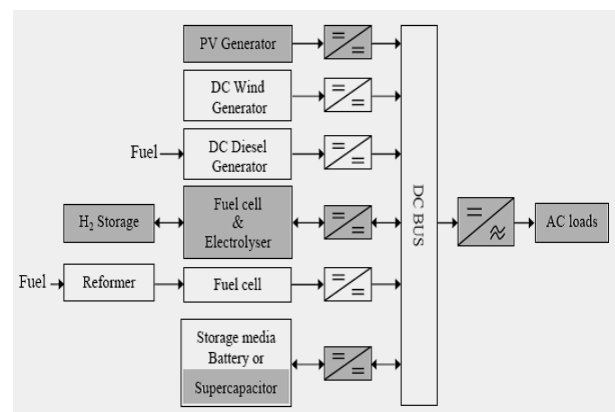 PV Generator
DC Wind
Generator
Fuel
DC Diesel
Generator
H2 Storage
Fuel cell
&
Electrolyser
DC BUS
AC loads
Fuel
Reformer
Fuel cell
Storage media
Battery or
Supercapacitor